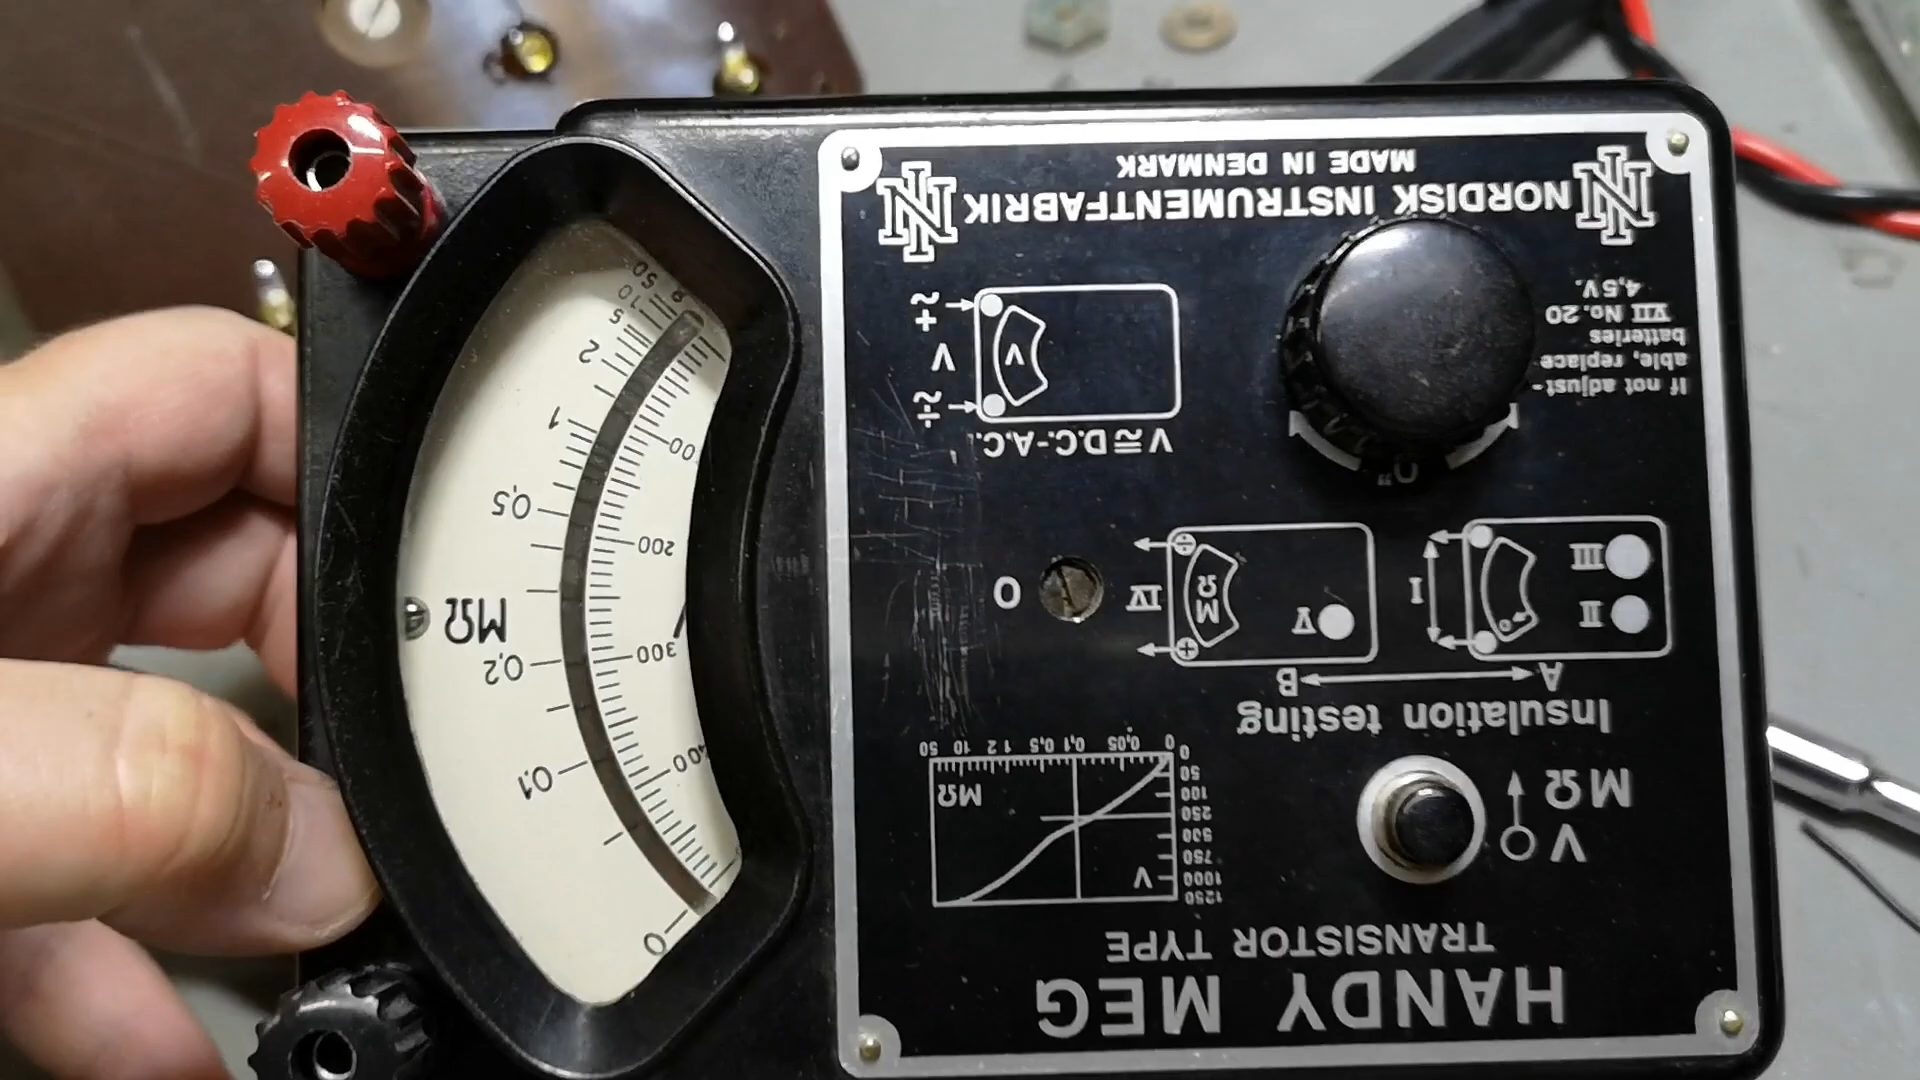 HANDY MEG
TRANSISTOR TYPE
V
MΩ
1250
1000
750
500
250
100
50
0
V
MΩ
0 0,05 0,1 0,5 1 2 10 50
Insulation testing
A B
I
II
III
IV
V
MΩ
0
+
÷
"0"
V≂D.C.-A.C.
V
÷
V
+
If not adjust-
able, replace
batteries
VII No.20
4,5V.
NORDISK INSTRUMENTFABRIK
MADE IN DENMARK
0
0,1
0,2
0,5
1
2
5
10
50
∞
MΩ
400
300
200